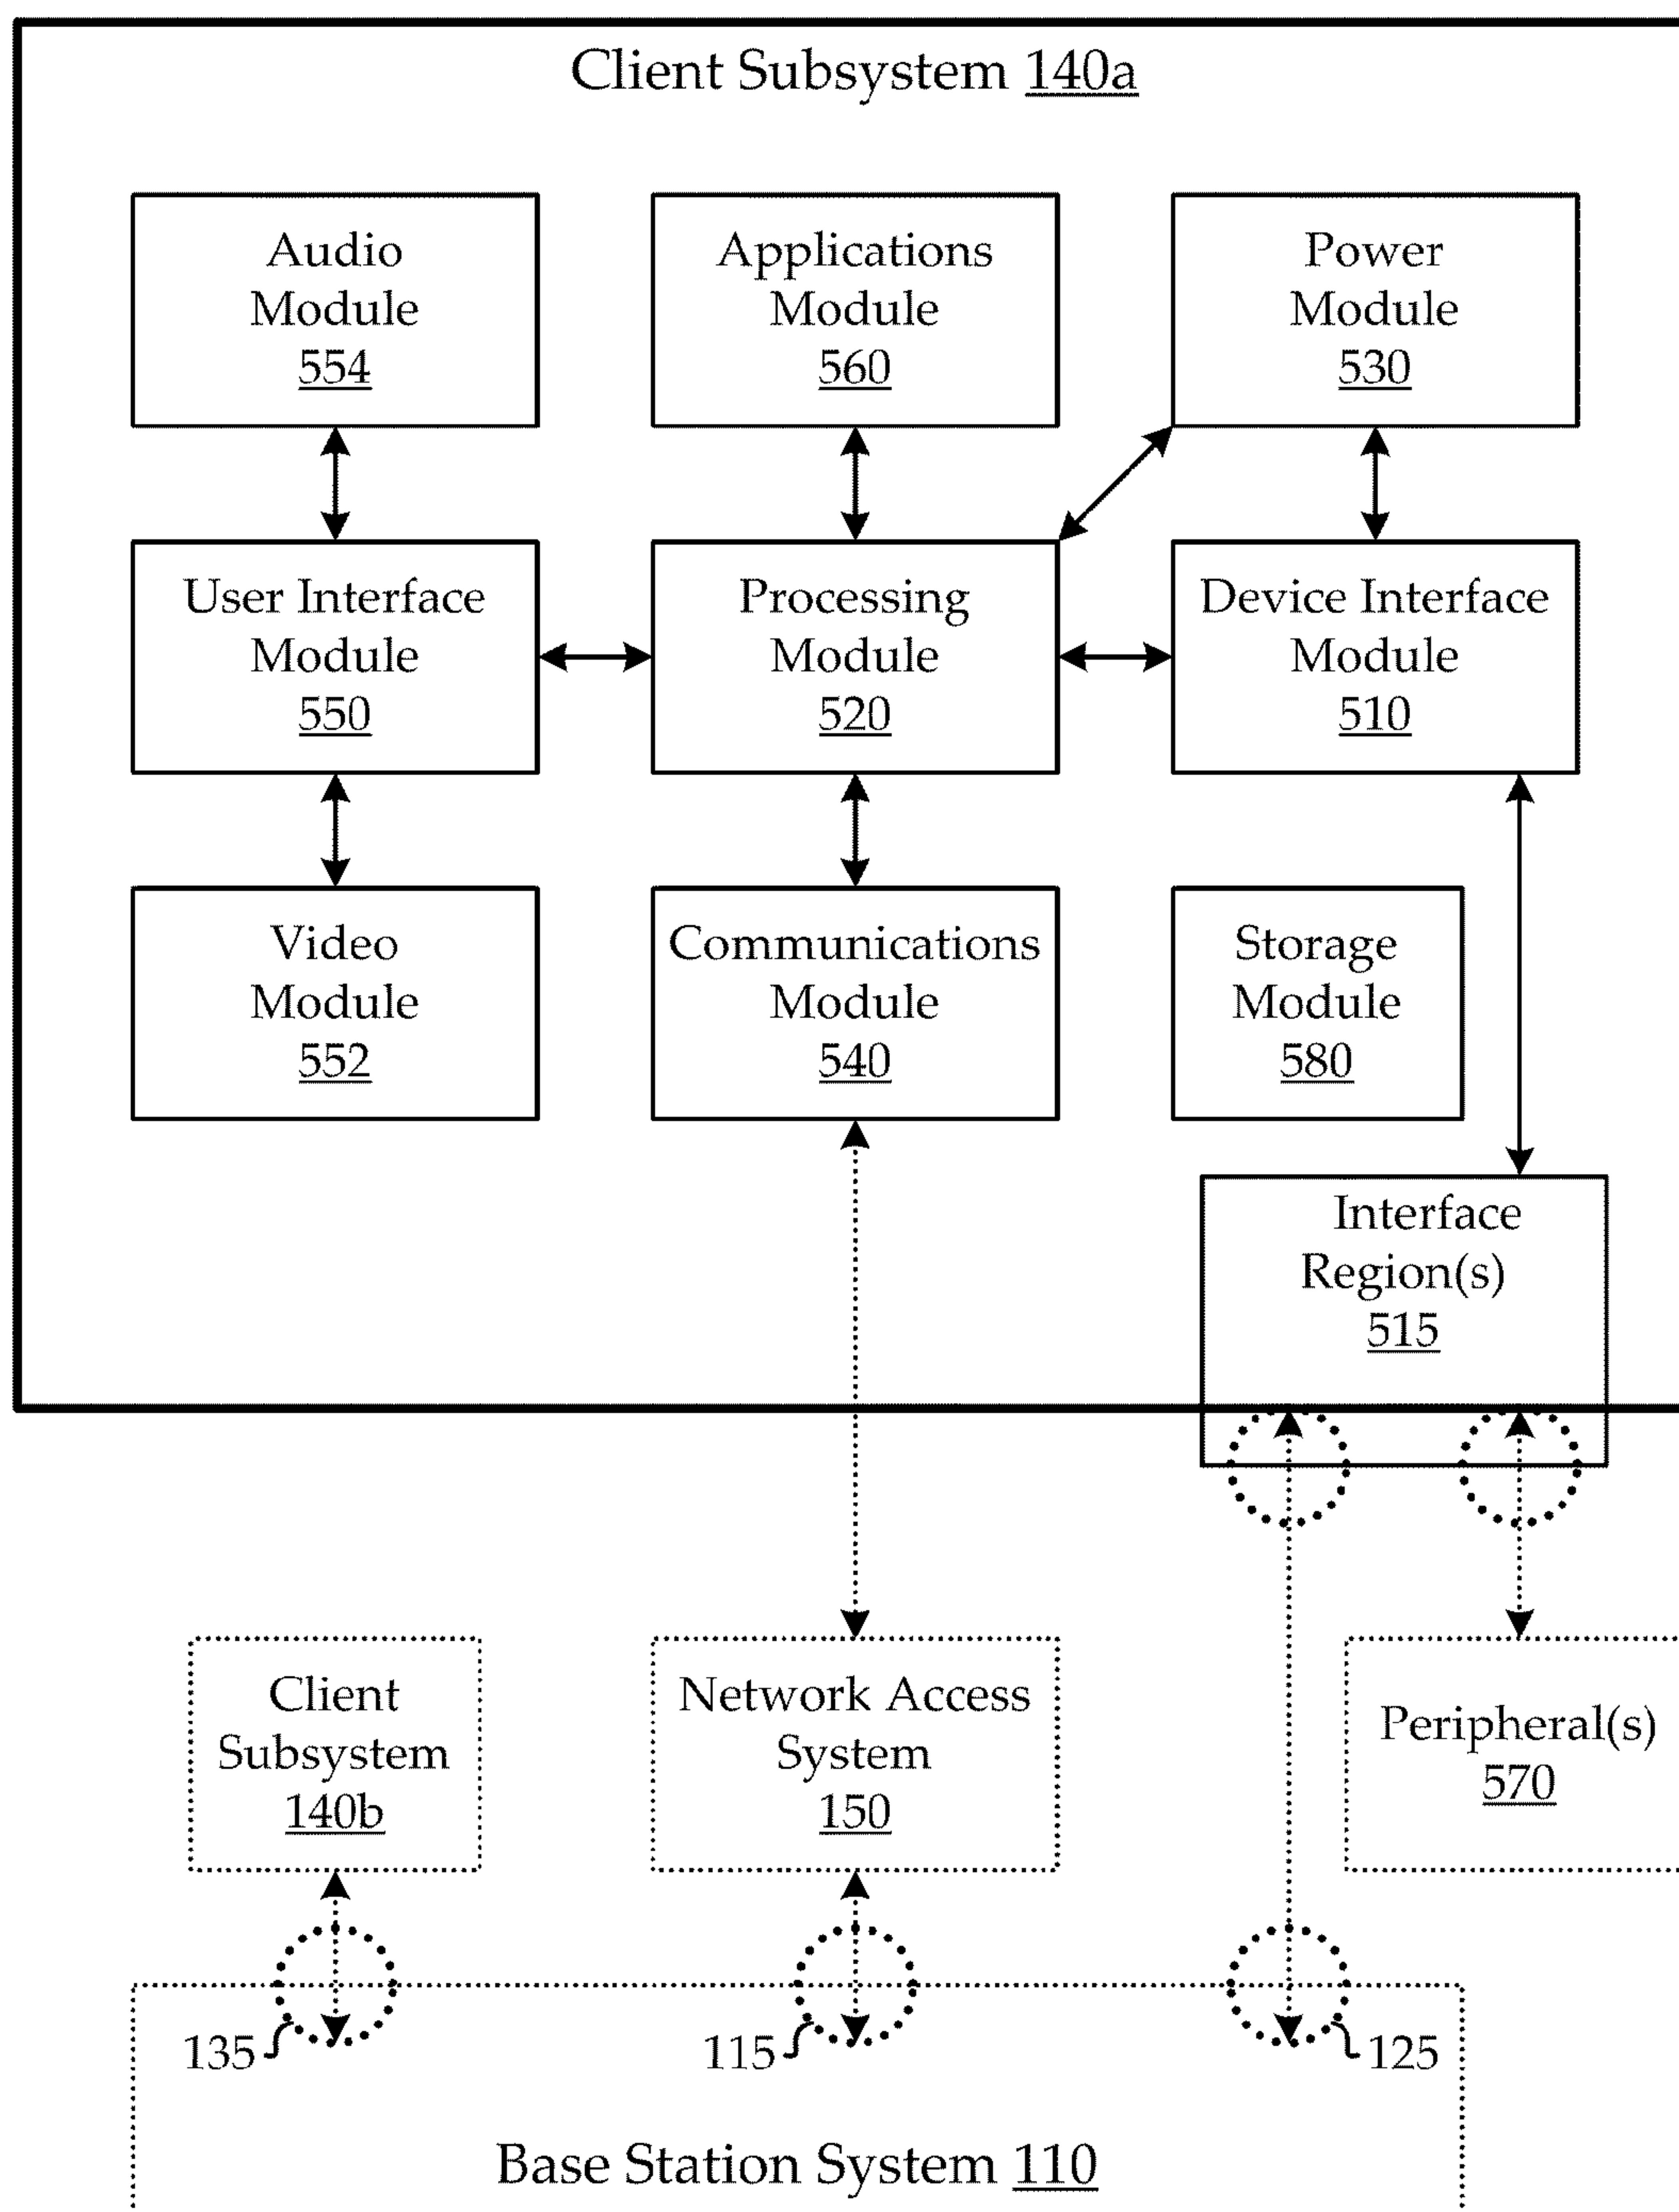 Client Subsystem 140a
Audio
Module
554
Applications
Module
560
Power
Module
530
User Interface
Module
550
Processing
Module
520
Device Interface
Module
510
Video
Module
552
Communications
Module
540
Storage
Module
580
Interface
Region(s)
515
Client
Subsystem
140b
Network Access
System
150
Peripheral(s)
570
135
115
125
Base Station System 110